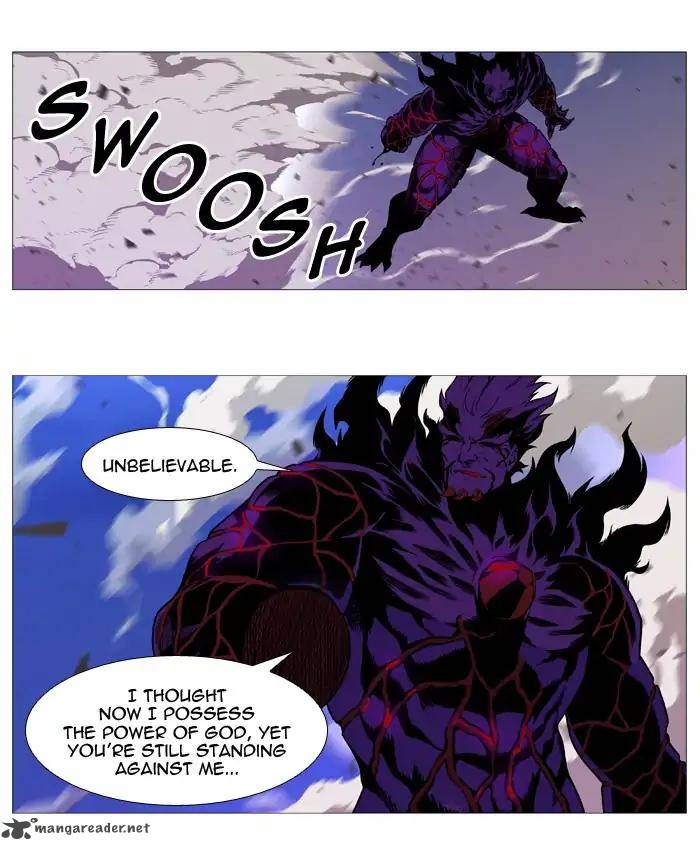 SWOOSH
UNBELIEVABLE.
I THOUGHT
NOW I POSSESS
THE POWER OF GOD, YET
YOU'RE STILL STANDING
AGAINST ME...
mangareader.net